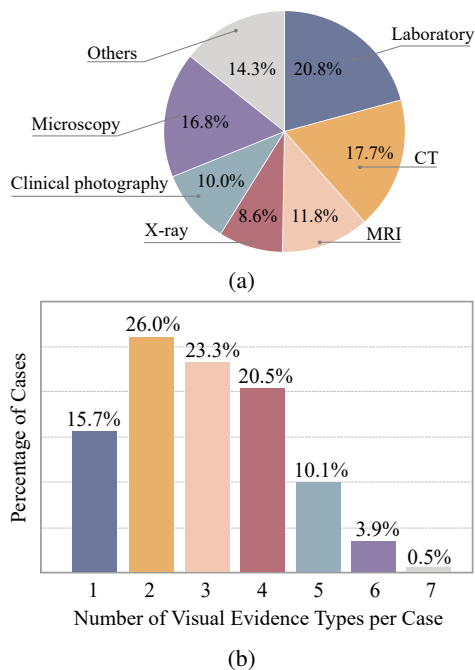 Others
Laboratory
14.3%
20.8%
Microscopy
16.8%
17.7%
CT
Clinical photography
10.0%
8.6%
11.8%
X-ray
MRI
(a)
Percentage of Cases
15.7%
26.0%
23.3%
20.5%
10.1%
3.9%
0.5%
1 2 3 4 5 6 7
Number of Visual Evidence Types per Case
(b)